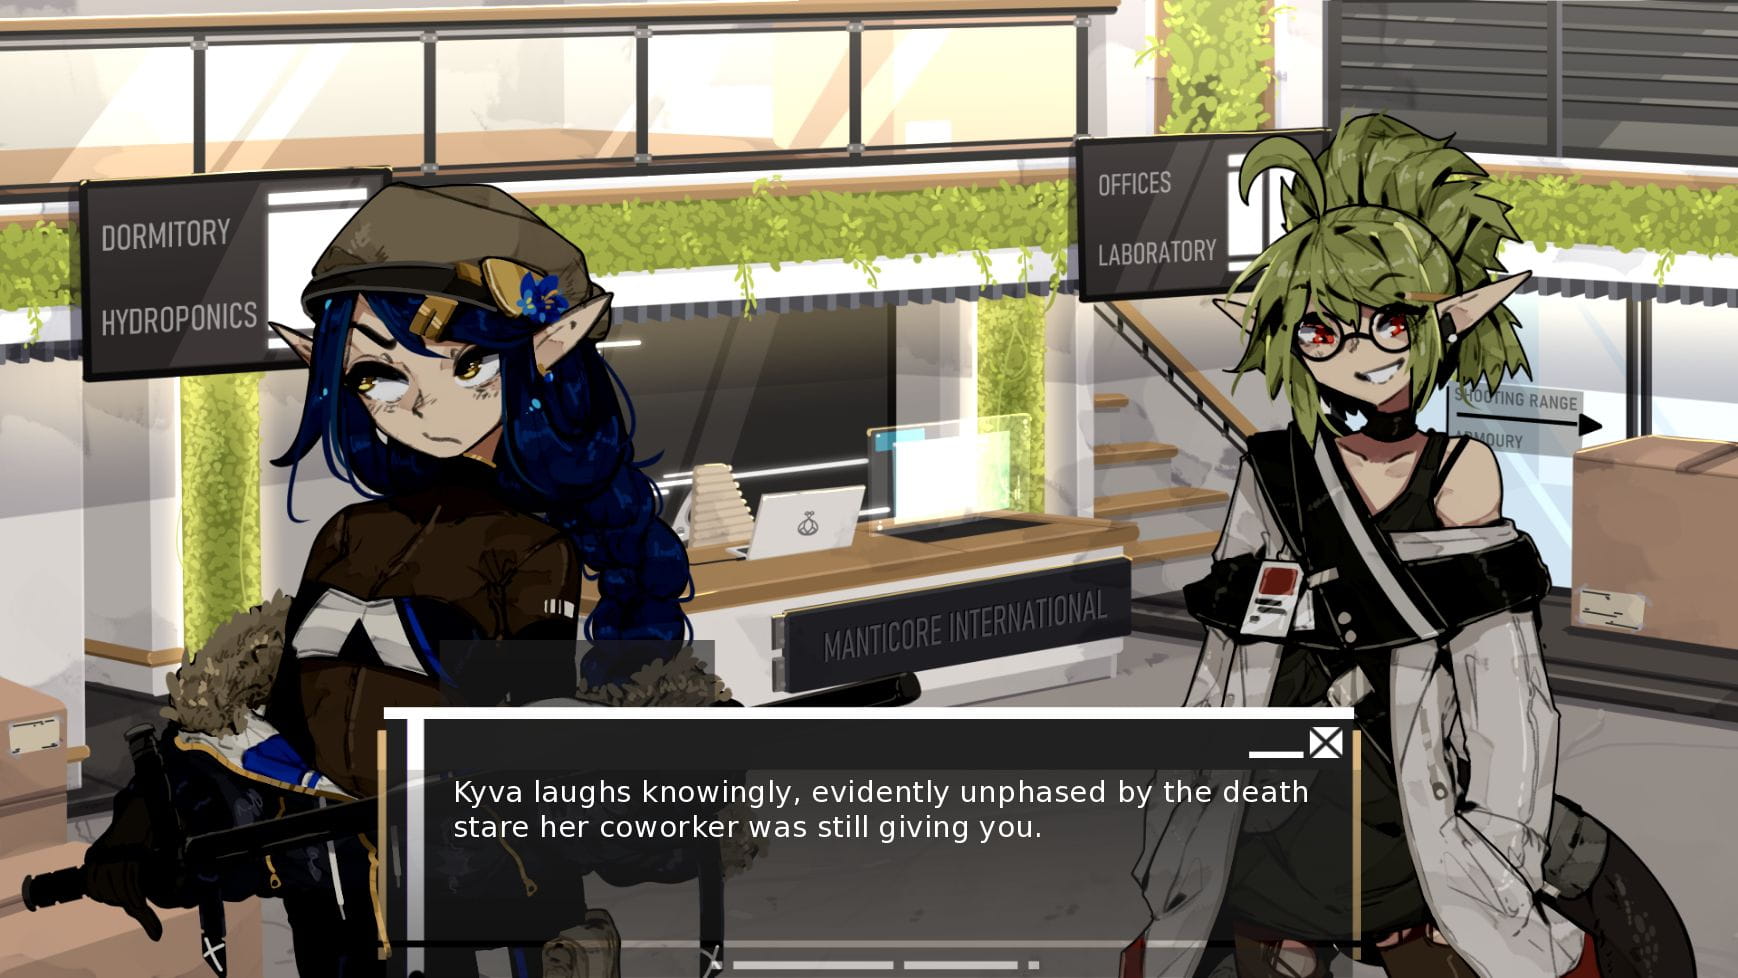 DORMITORY
HYDROPONICS
OFFICES
LABORATORY
SHOOTING RANGE
ARMOURY
MANTICORE INTERNATIONAL
Kyva laughs knowingly, evidently unphased by the death
stare her coworker was still giving you.